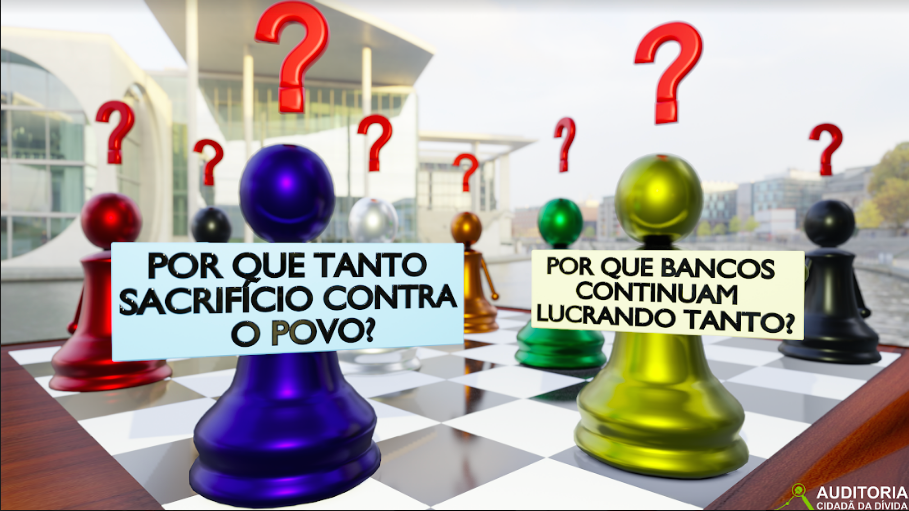 POR QUE TANTO
SACRIFÍCIO CONTRA
O POVO?
POR QUE BANCOS
CONTINUAM
LUCRANDO TANTO?
AUDITORIA
CIDADÃ DA DÍVIDA